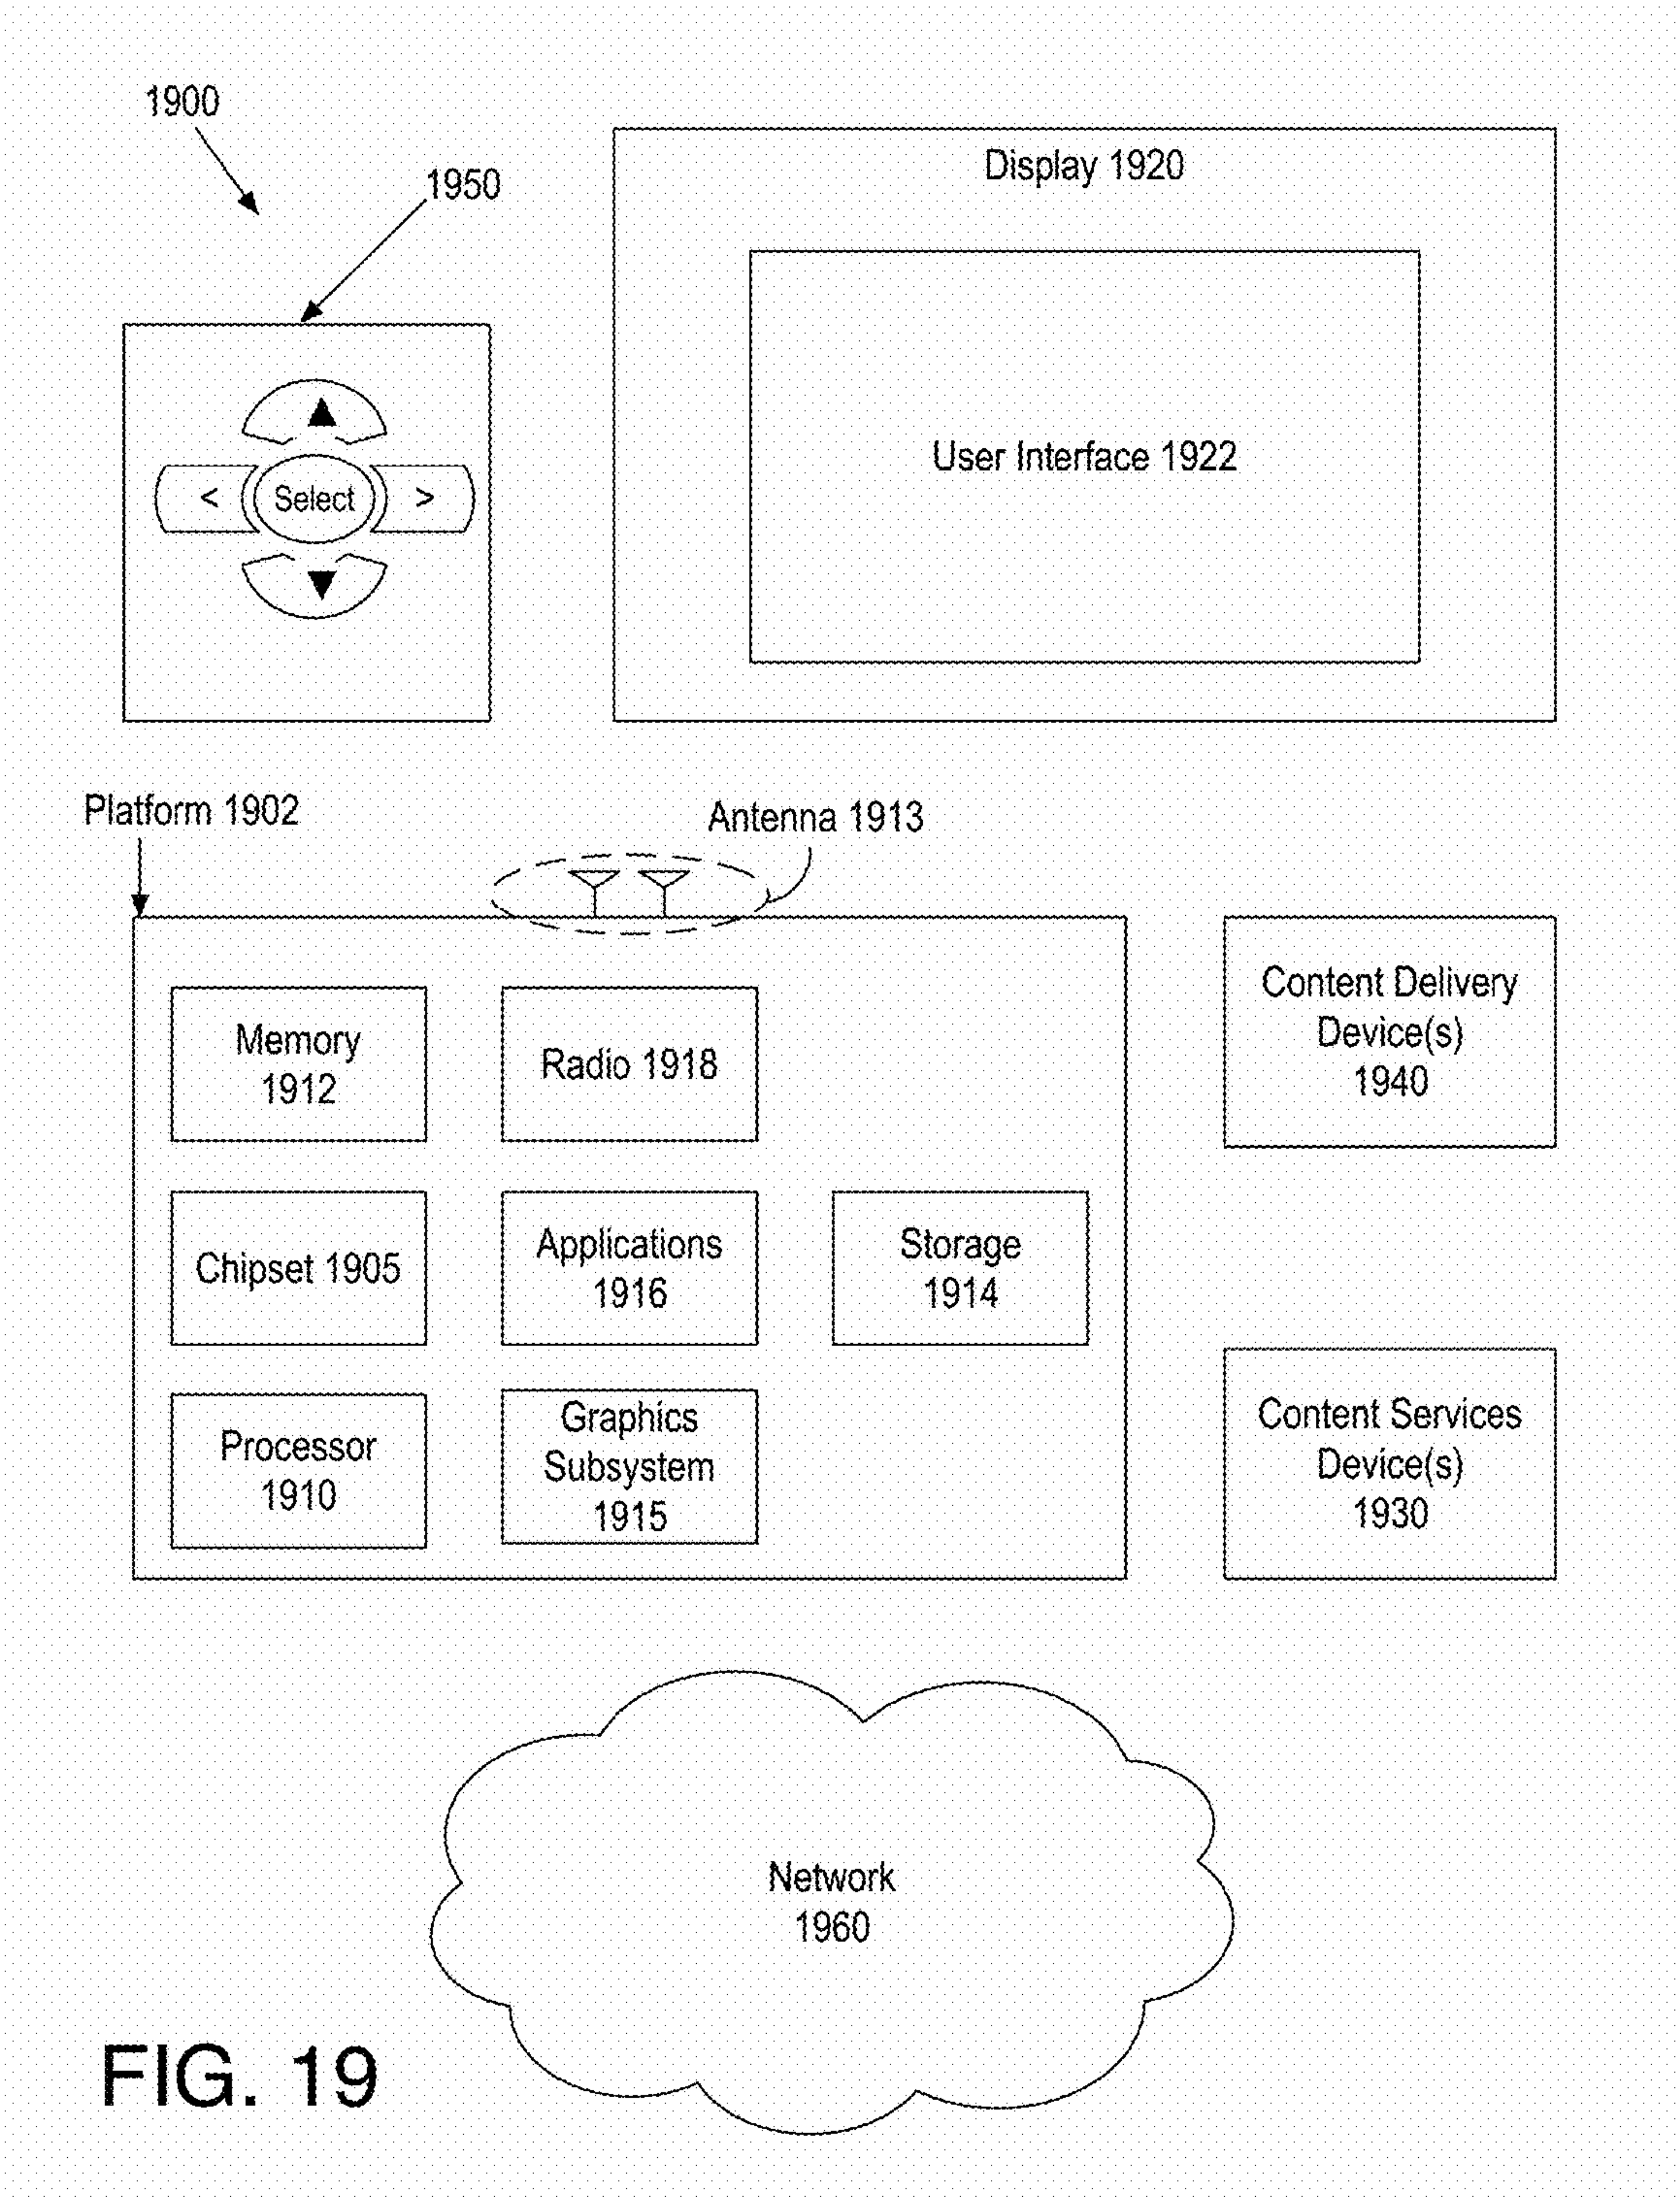 1900
1950
Display 1920
User Interface 1922
<
Select
>
Platform 1902
Antenna 1913
Memory
1912
Radio 1918
Content Delivery
Device(s)
1940
Chipset 1905
Applications
1916
Storage
1914
Processor
1910
Graphics
Subsystem
1915
Content Services
Device(s)
1930
Network
1960
FIG. 19